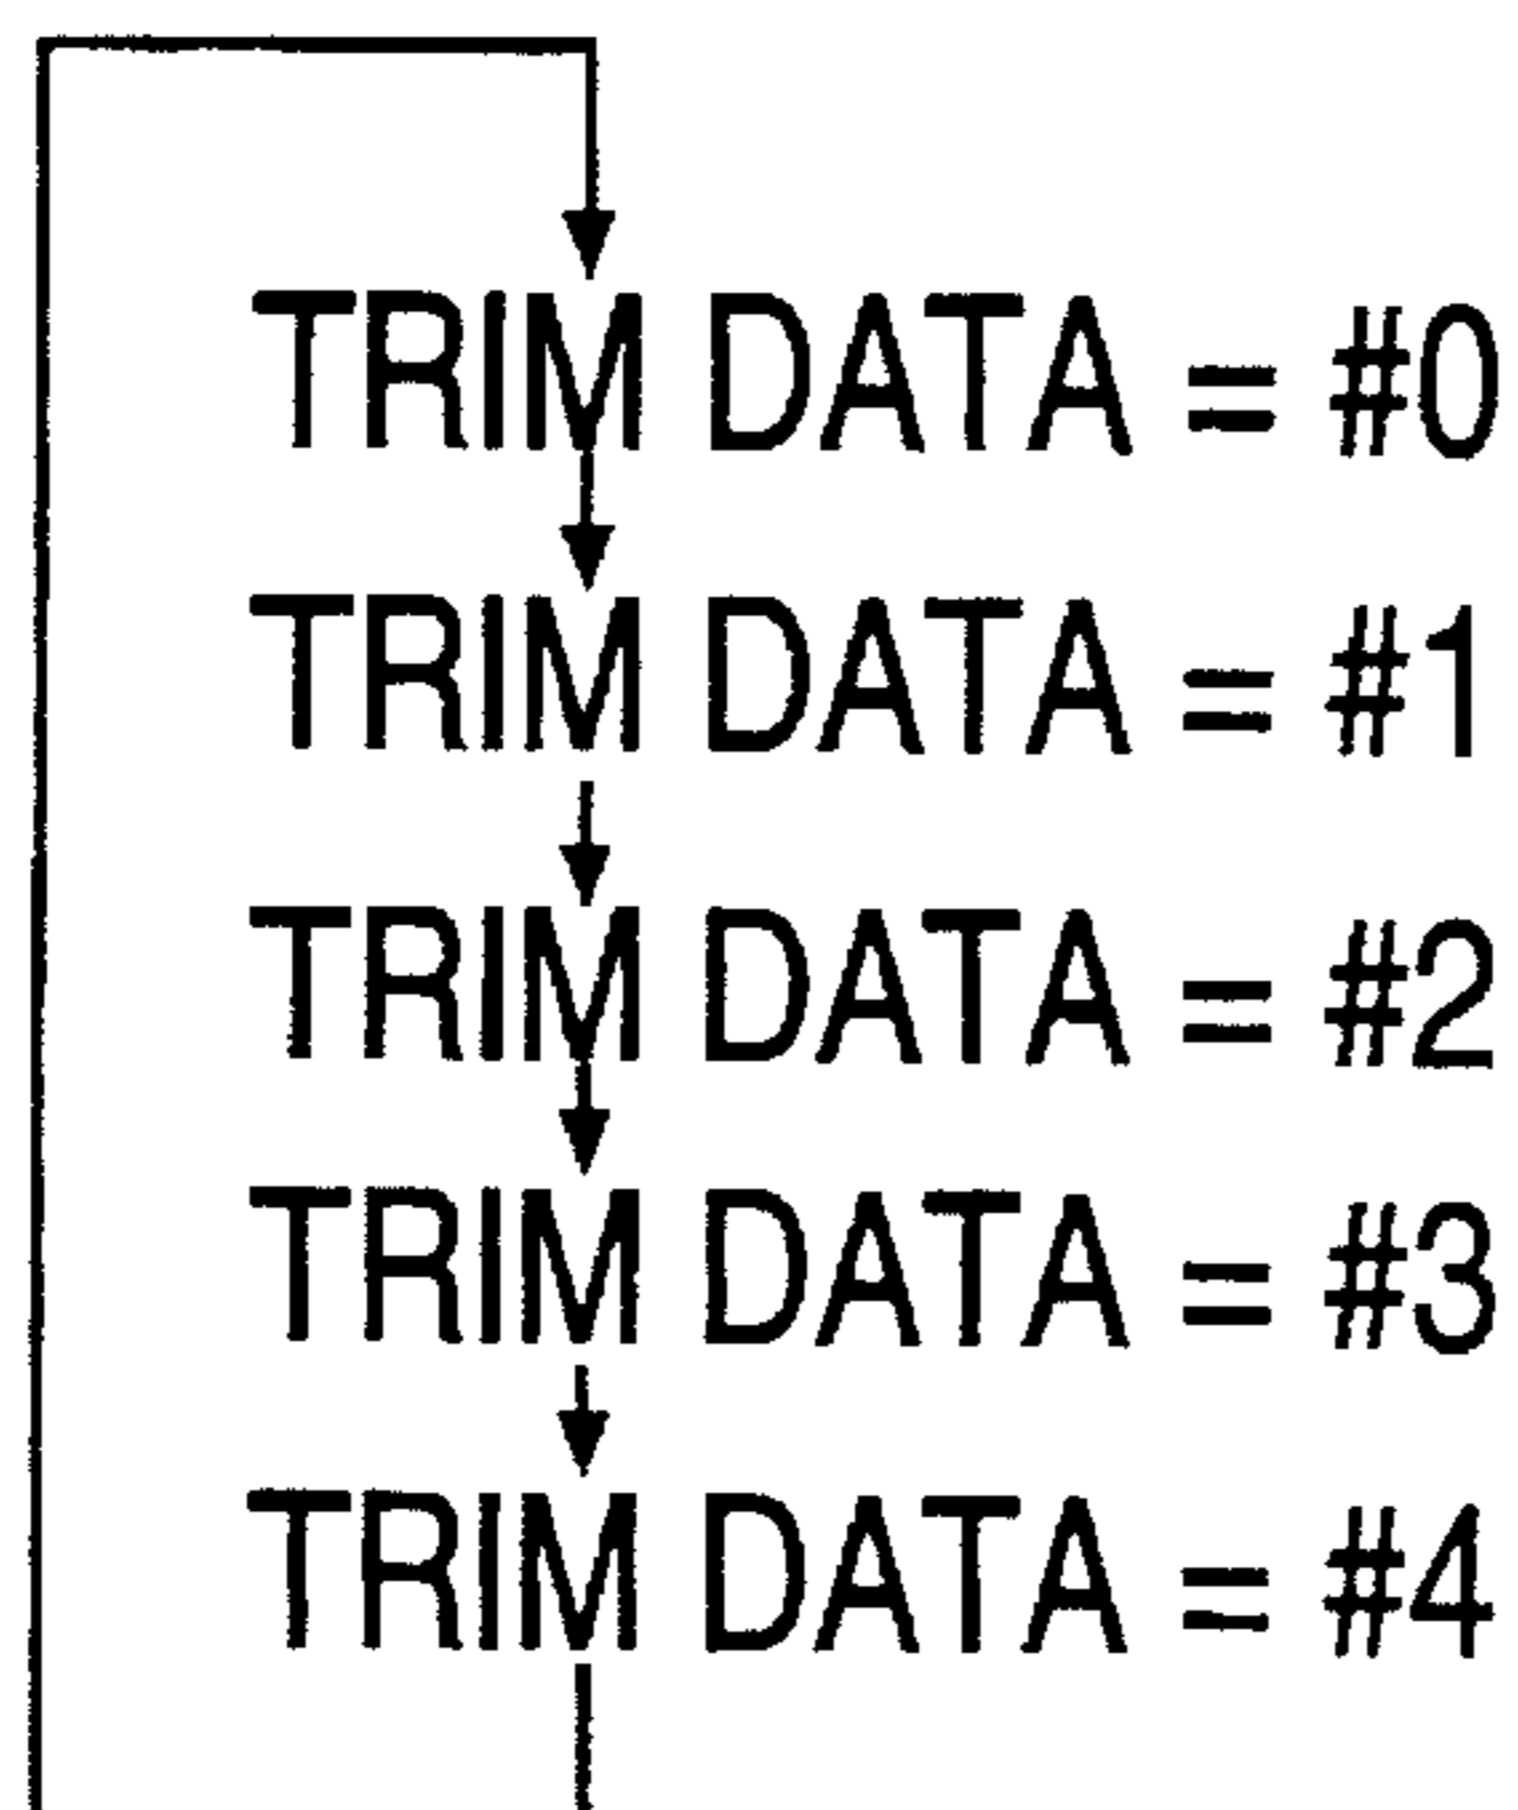 TRIM DATA = #0
TRIM DATA = #1
TRIM DATA = #2
TRIM DATA = #3
TRIM DATA = #4